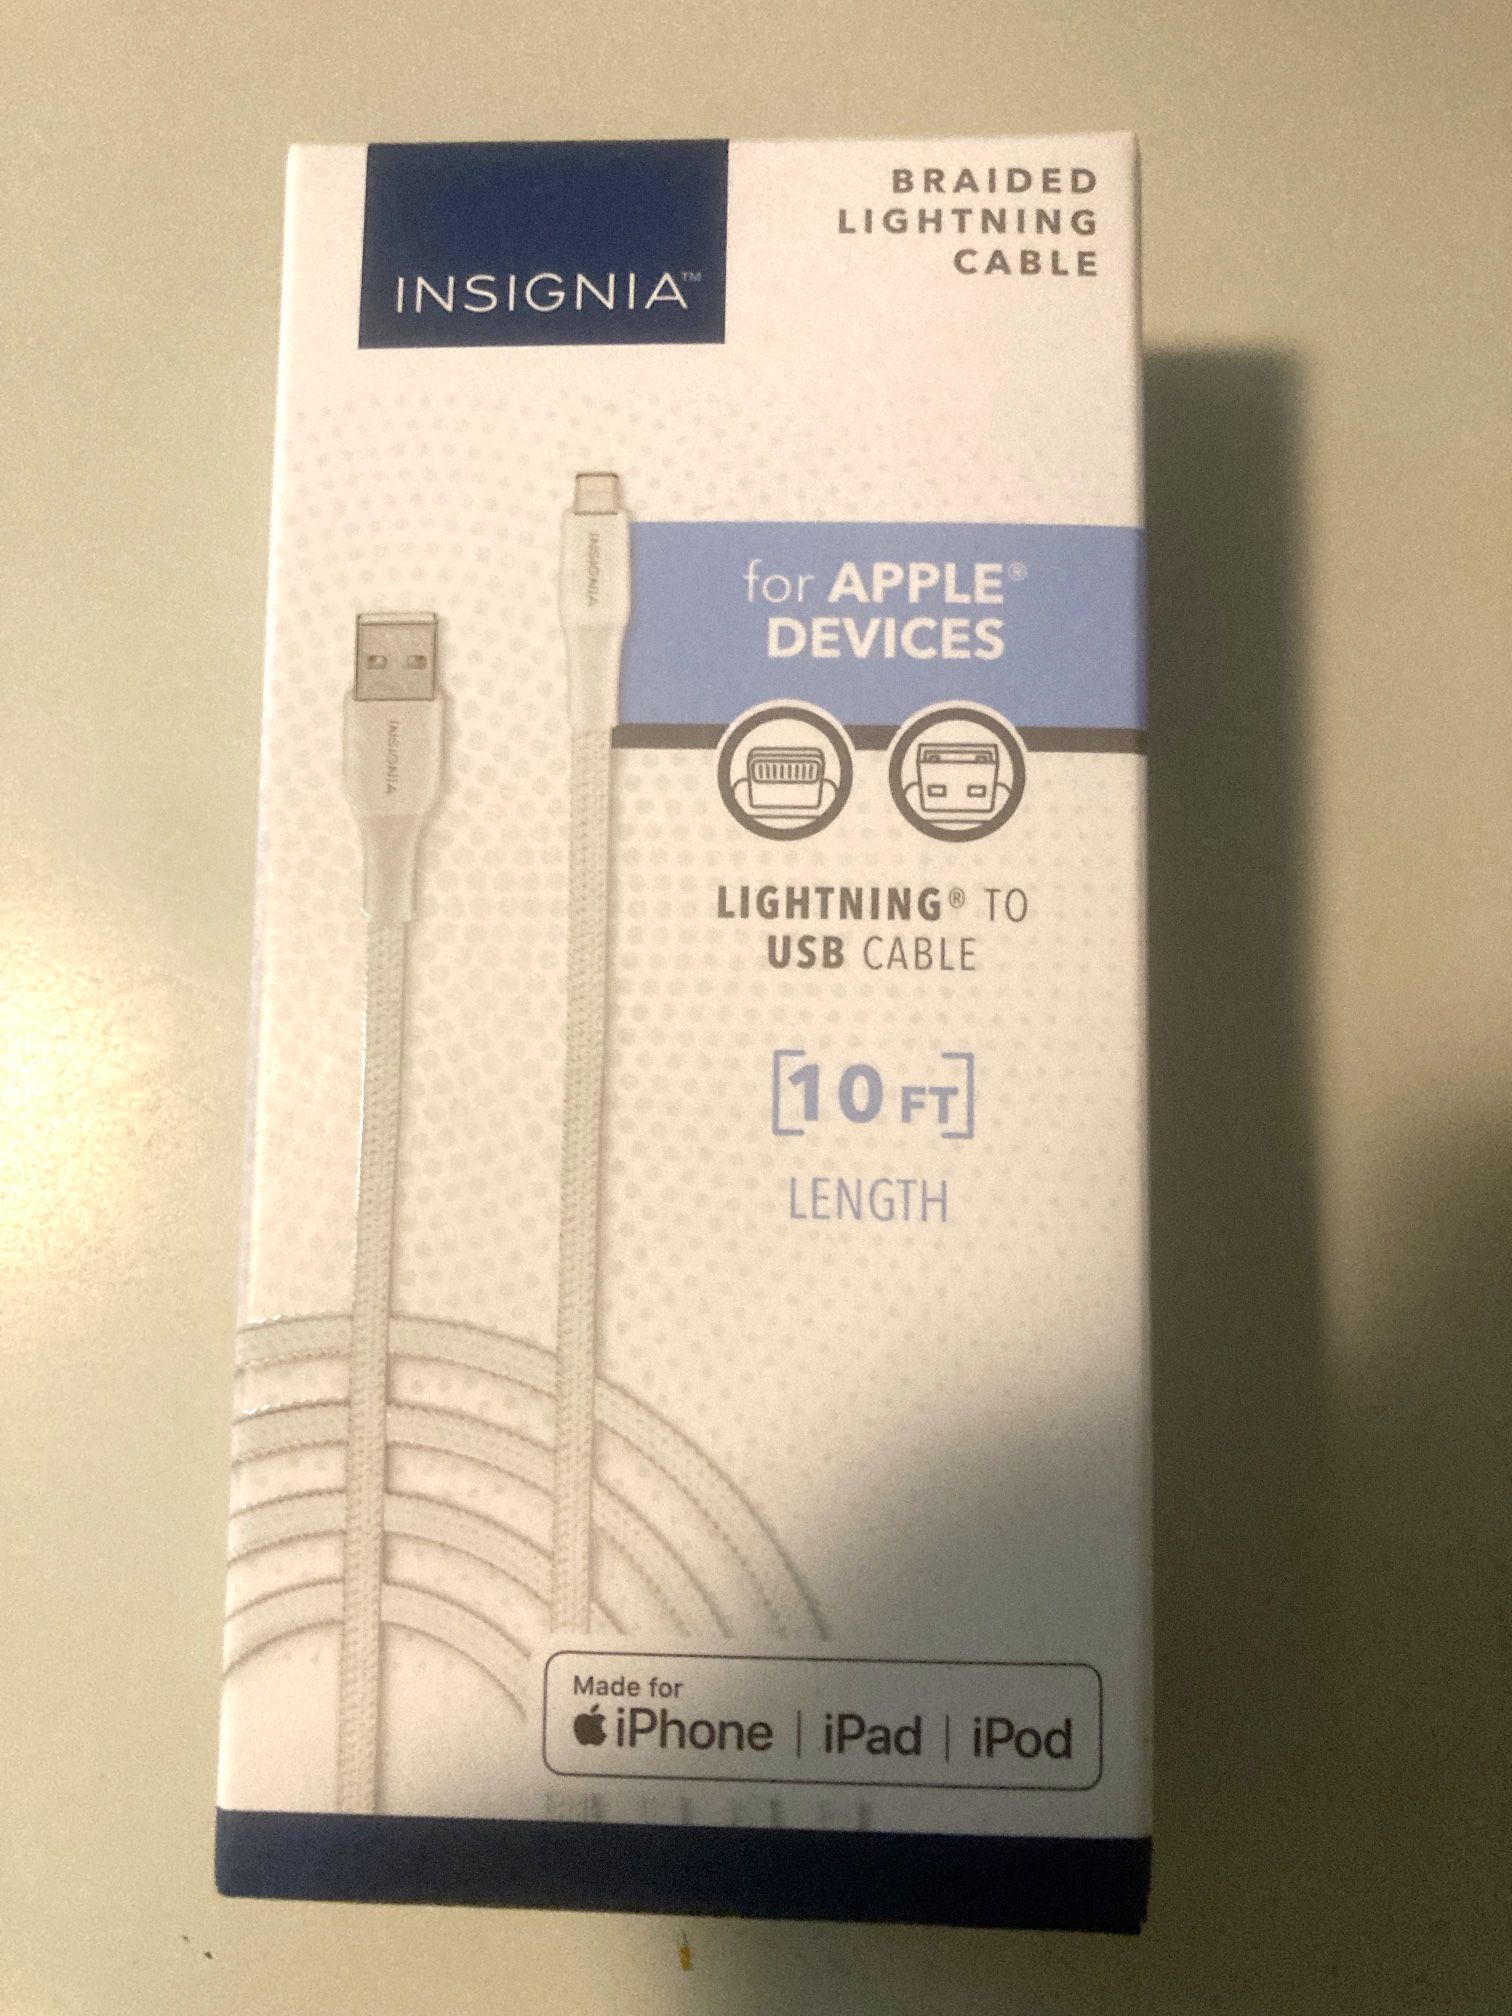 INSIGNIA™
BRAIDED
LIGHTNING
CABLE
INSIGNIA
INSIGNIA
for APPLE®
DEVICES
LIGHTNING® TO
USB CABLE
[10 FT]
LENGTH
Made for
iPhone | iPad | iPod